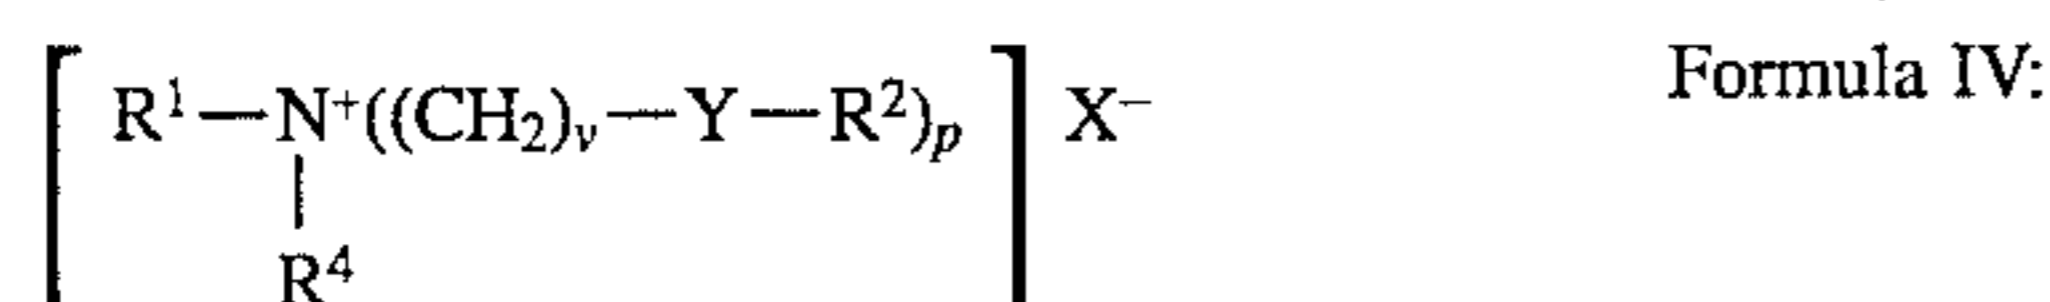 [R¹—N⁺((CH₂)ᵥ—Y—R²)ₚ] X⁻ Formula IV:
|
R⁴